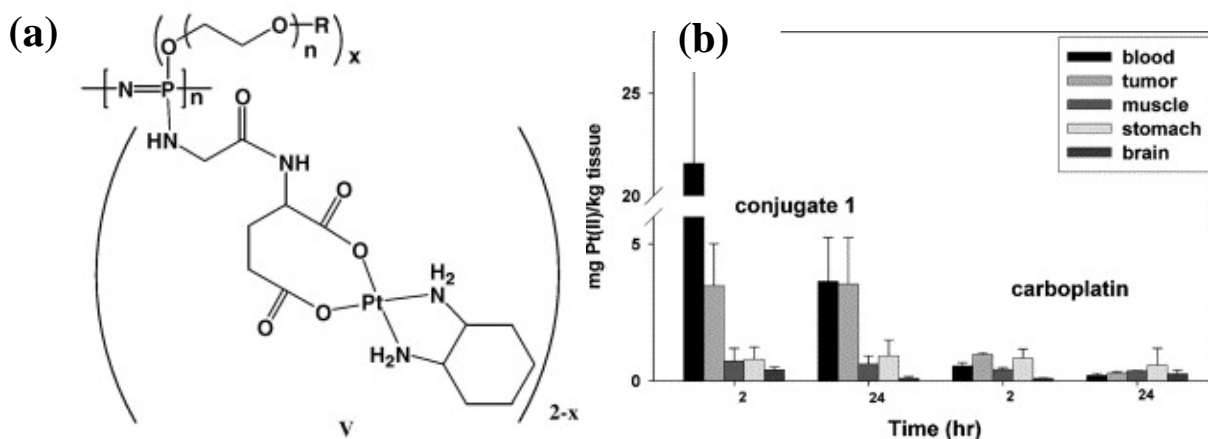 (a)
O
O
R
n
x
N
P
n
HN
O
NH
O
O
O
O
Pt
H2
N
H2N
2-x
V
(b)
blood
tumor
muscle
stomach
brain
mg Pt(II)/kg tissue
25
20
5
0
conjugate 1
carboplatin
2
24
2
24
Time (hr)